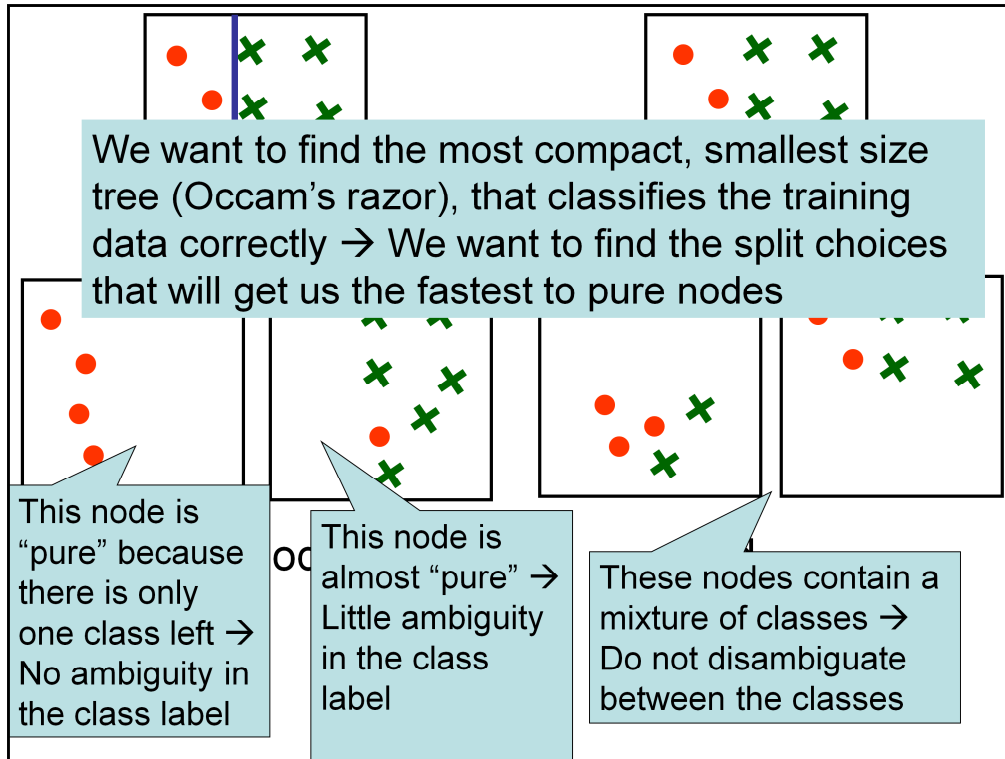 We want to find the most compact, smallest size
tree (Occam's razor), that classifies the training
data correctly → We want to find the split choices
that will get us the fastest to pure nodes
This node is
“pure” because
there is only
one class left →
No ambiguity in
the class label
This node is
almost “pure” →
Little ambiguity
in the class
label
These nodes contain a
mixture of classes →
Do not disambiguate
between the classes